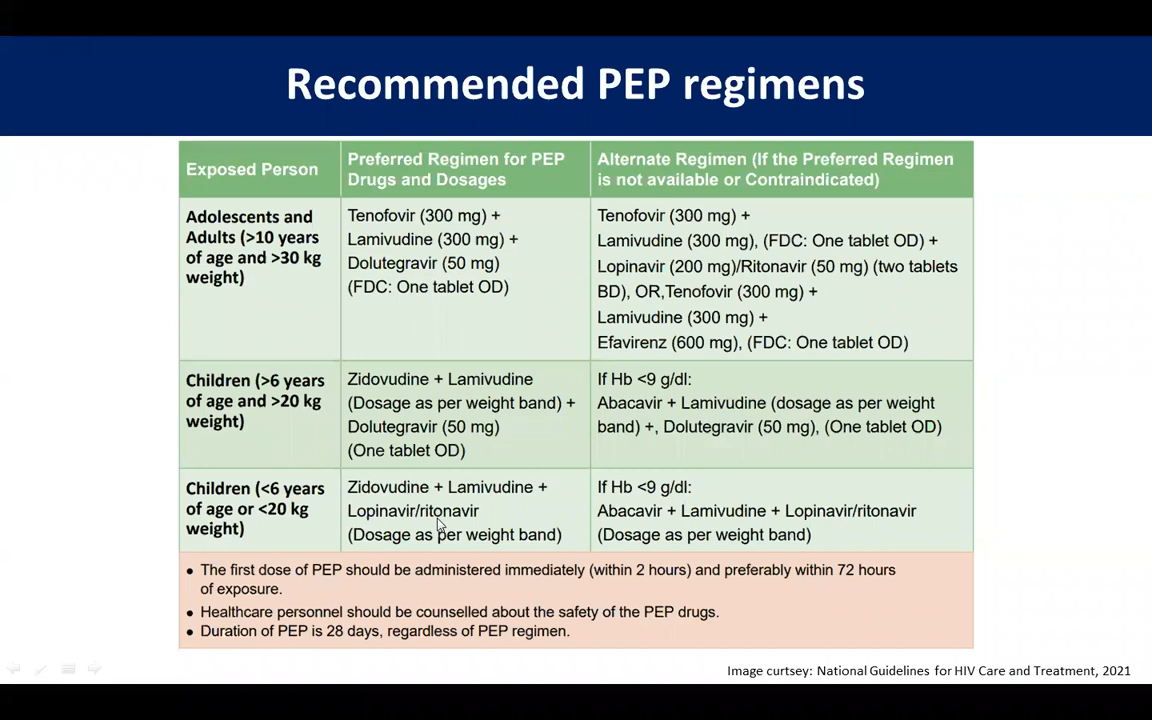 Recommended PEP regimens
Exposed Person
Preferred Regimen for PEP
Drugs and Dosages
Alternate Regimen (If the Preferred Regimen
is not available or Contraindicated)
Adolescents and
Adults (>10 years
of age and >30 kg
weight)
Tenofovir (300 mg) +
Lamivudine (300 mg) +
Dolutegravir (50 mg)
(FDC: One tablet OD)
Tenofovir (300 mg) +
Lamivudine (300 mg), (FDC: One tablet OD) +
Lopinavir (200 mg)/Ritonavir (50 mg) (two tablets
BD), OR,Tenofovir (300 mg) +
Lamivudine (300 mg) +
Efavirenz (600 mg), (FDC: One tablet OD)
Children (>6 years
of age and >20 kg
weight)
Zidovudine + Lamivudine
(Dosage as per weight band) +
Dolutegravir (50 mg)
(One tablet OD)
If Hb <9 g/dl:
Abacavir + Lamivudine (dosage as per weight
band) +, Dolutegravir (50 mg), (One tablet OD)
Children (<6 years
of age or <20 kg
weight)
Zidovudine + Lamivudine +
Lopinavir/ritonavir
(Dosage as per weight band)
If Hb <9 g/dl:
Abacavir + Lamivudine + Lopinavir/ritonavir
(Dosage as per weight band)
• The first dose of PEP should be administered immediately (within 2 hours) and preferably within 72 hours
of exposure.
• Healthcare personnel should be counselled about the safety of the PEP drugs.
• Duration of PEP is 28 days, regardless of PEP regimen.
Image curtsey: National Guidelines for HIV Care and Treatment, 2021